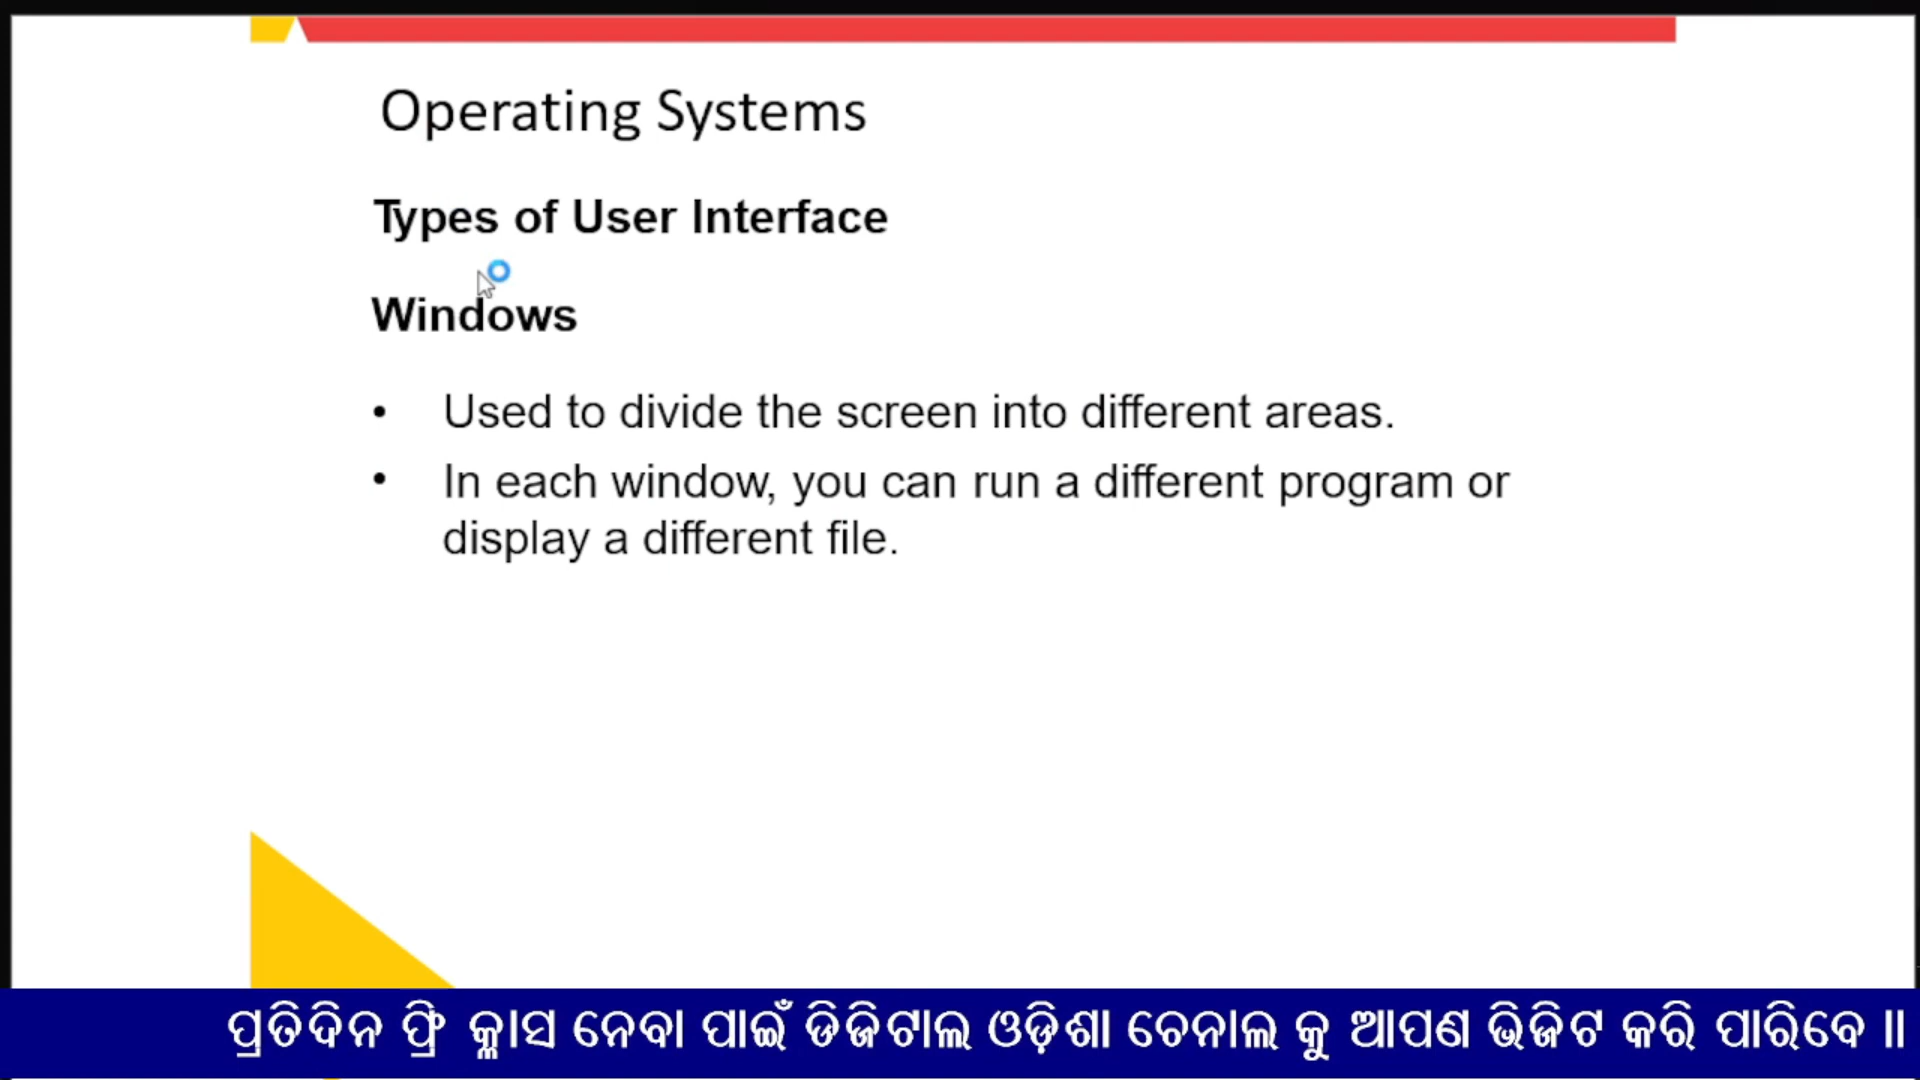 Operating Systems
Types of User Interface
Windows
• Used to divide the screen into different areas.
• In each window, you can run a different program or
display a different file.
ପ୍ରତିଦିନ ଫ୍ରି କ୍ଳାସ ନେବା ପାଇଁ ଡିଜିଟାଲ ଓଡ଼ିଶା ଚେନାଲ କୁ ଆପଣ ଭିଜିଟ କରି ପାରିବେ ॥